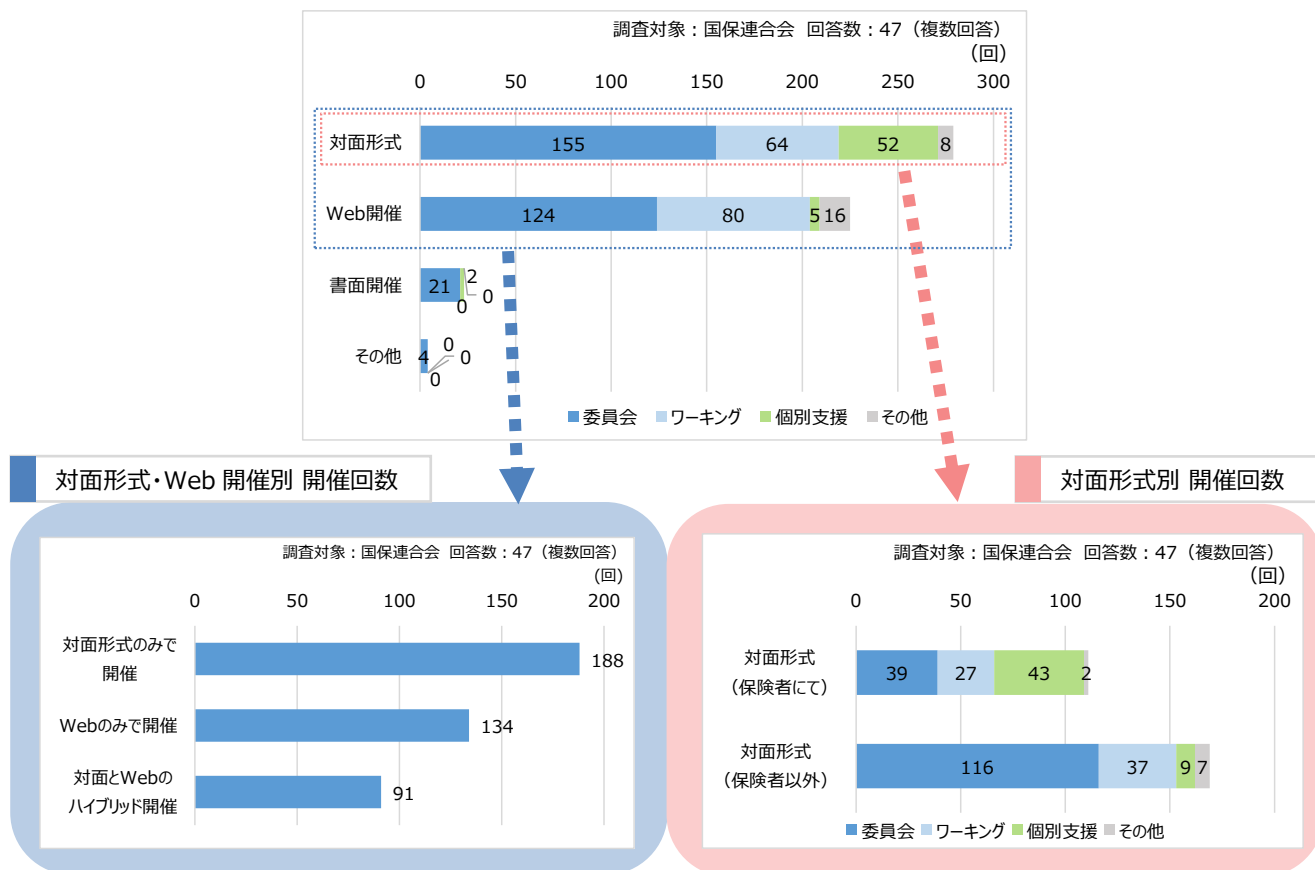 調査対象：国保連合会 回答数：47（複数回答）
（回）
0 50 100 150 200 250 300
対面形式 155 64 52 8
Web開催 124 80 5 16
書面開催 21 0 2 0
その他 4 0 0 0
委員会 ワーキング 個別支援 その他
対面形式・Web 開催別 開催回数
調査対象：国保連合会 回答数：47（複数回答）
（回）
0 50 100 150 200
対面形式のみで
開催
188
Webのみで開催 134
対面とWebの
ハイブリッド開催
91
対面形式別 開催回数
調査対象：国保連合会 回答数：47（複数回答）
（回）
0 50 100 150 200
対面形式
（保険者にて）
39 27 43 2
対面形式
（保険者以外）
116 37 9 7
委員会 ワーキング 個別支援 その他